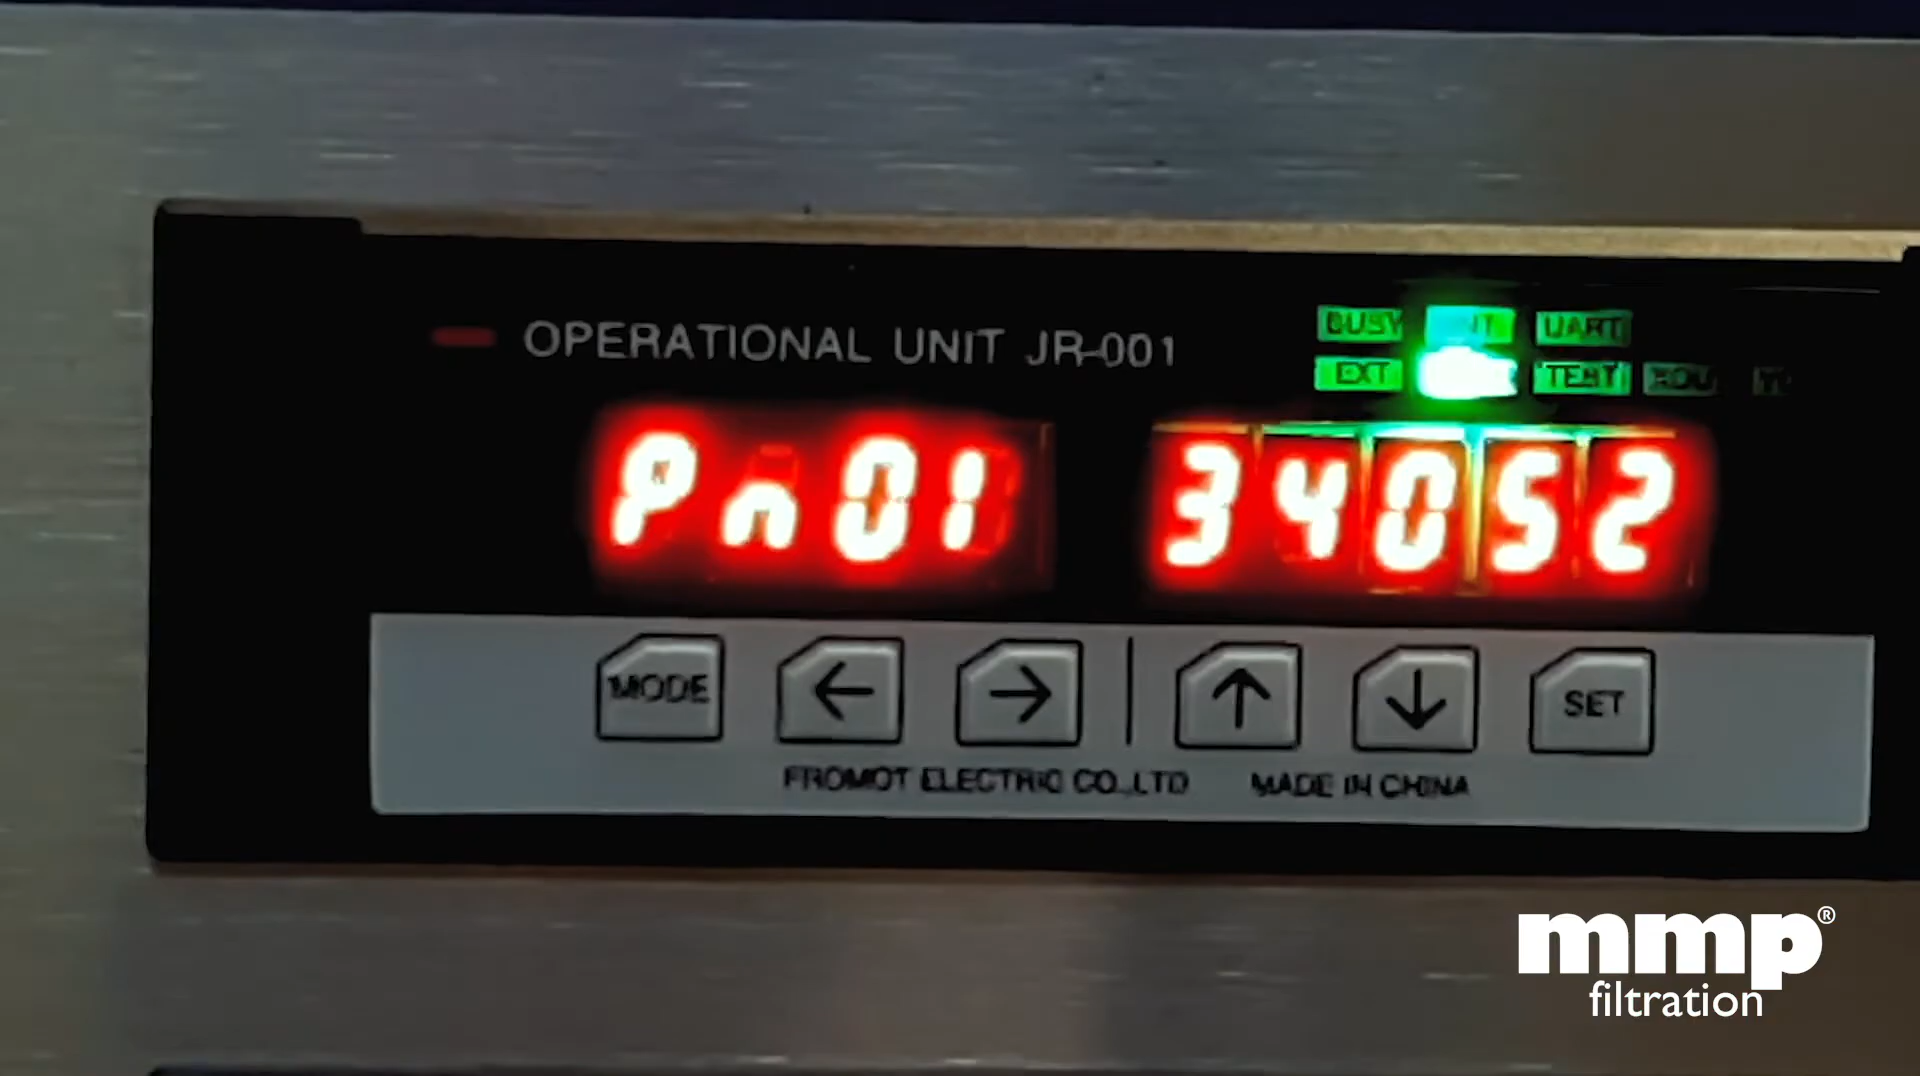 OPERATIONAL UNIT JR-001
BUSY UART
EXT TEST
Pn01 34052
MODE ← → ↑ ↓ SET
FROMOT ELECTRIC CO.,LTD MADE IN CHINA
mmp®
filtration